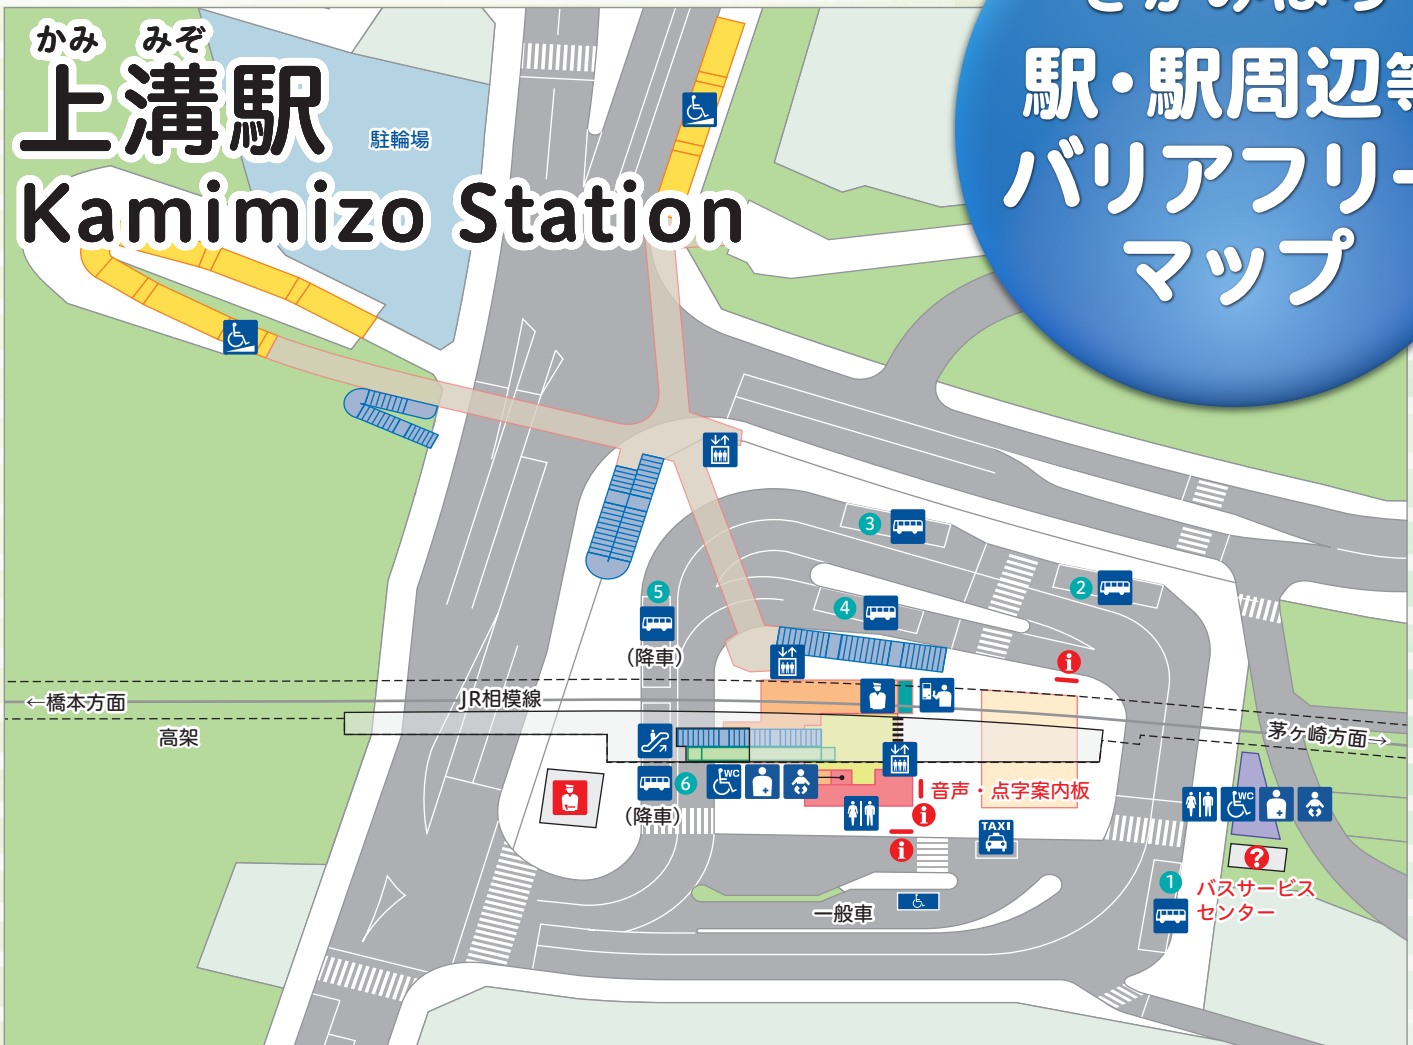 かみ みぞ
上溝駅
Kamimizo Station
駅・駅周辺等
バリアフリー
マップ
駐輪場
3
2
5
4
(降車)
←橋本方面
JR相模線
高架
茅ヶ崎方面→
6
(降車)
WC
音声・点字案内板
TAXI
WC
?
1
バスサービス
センター
一般車